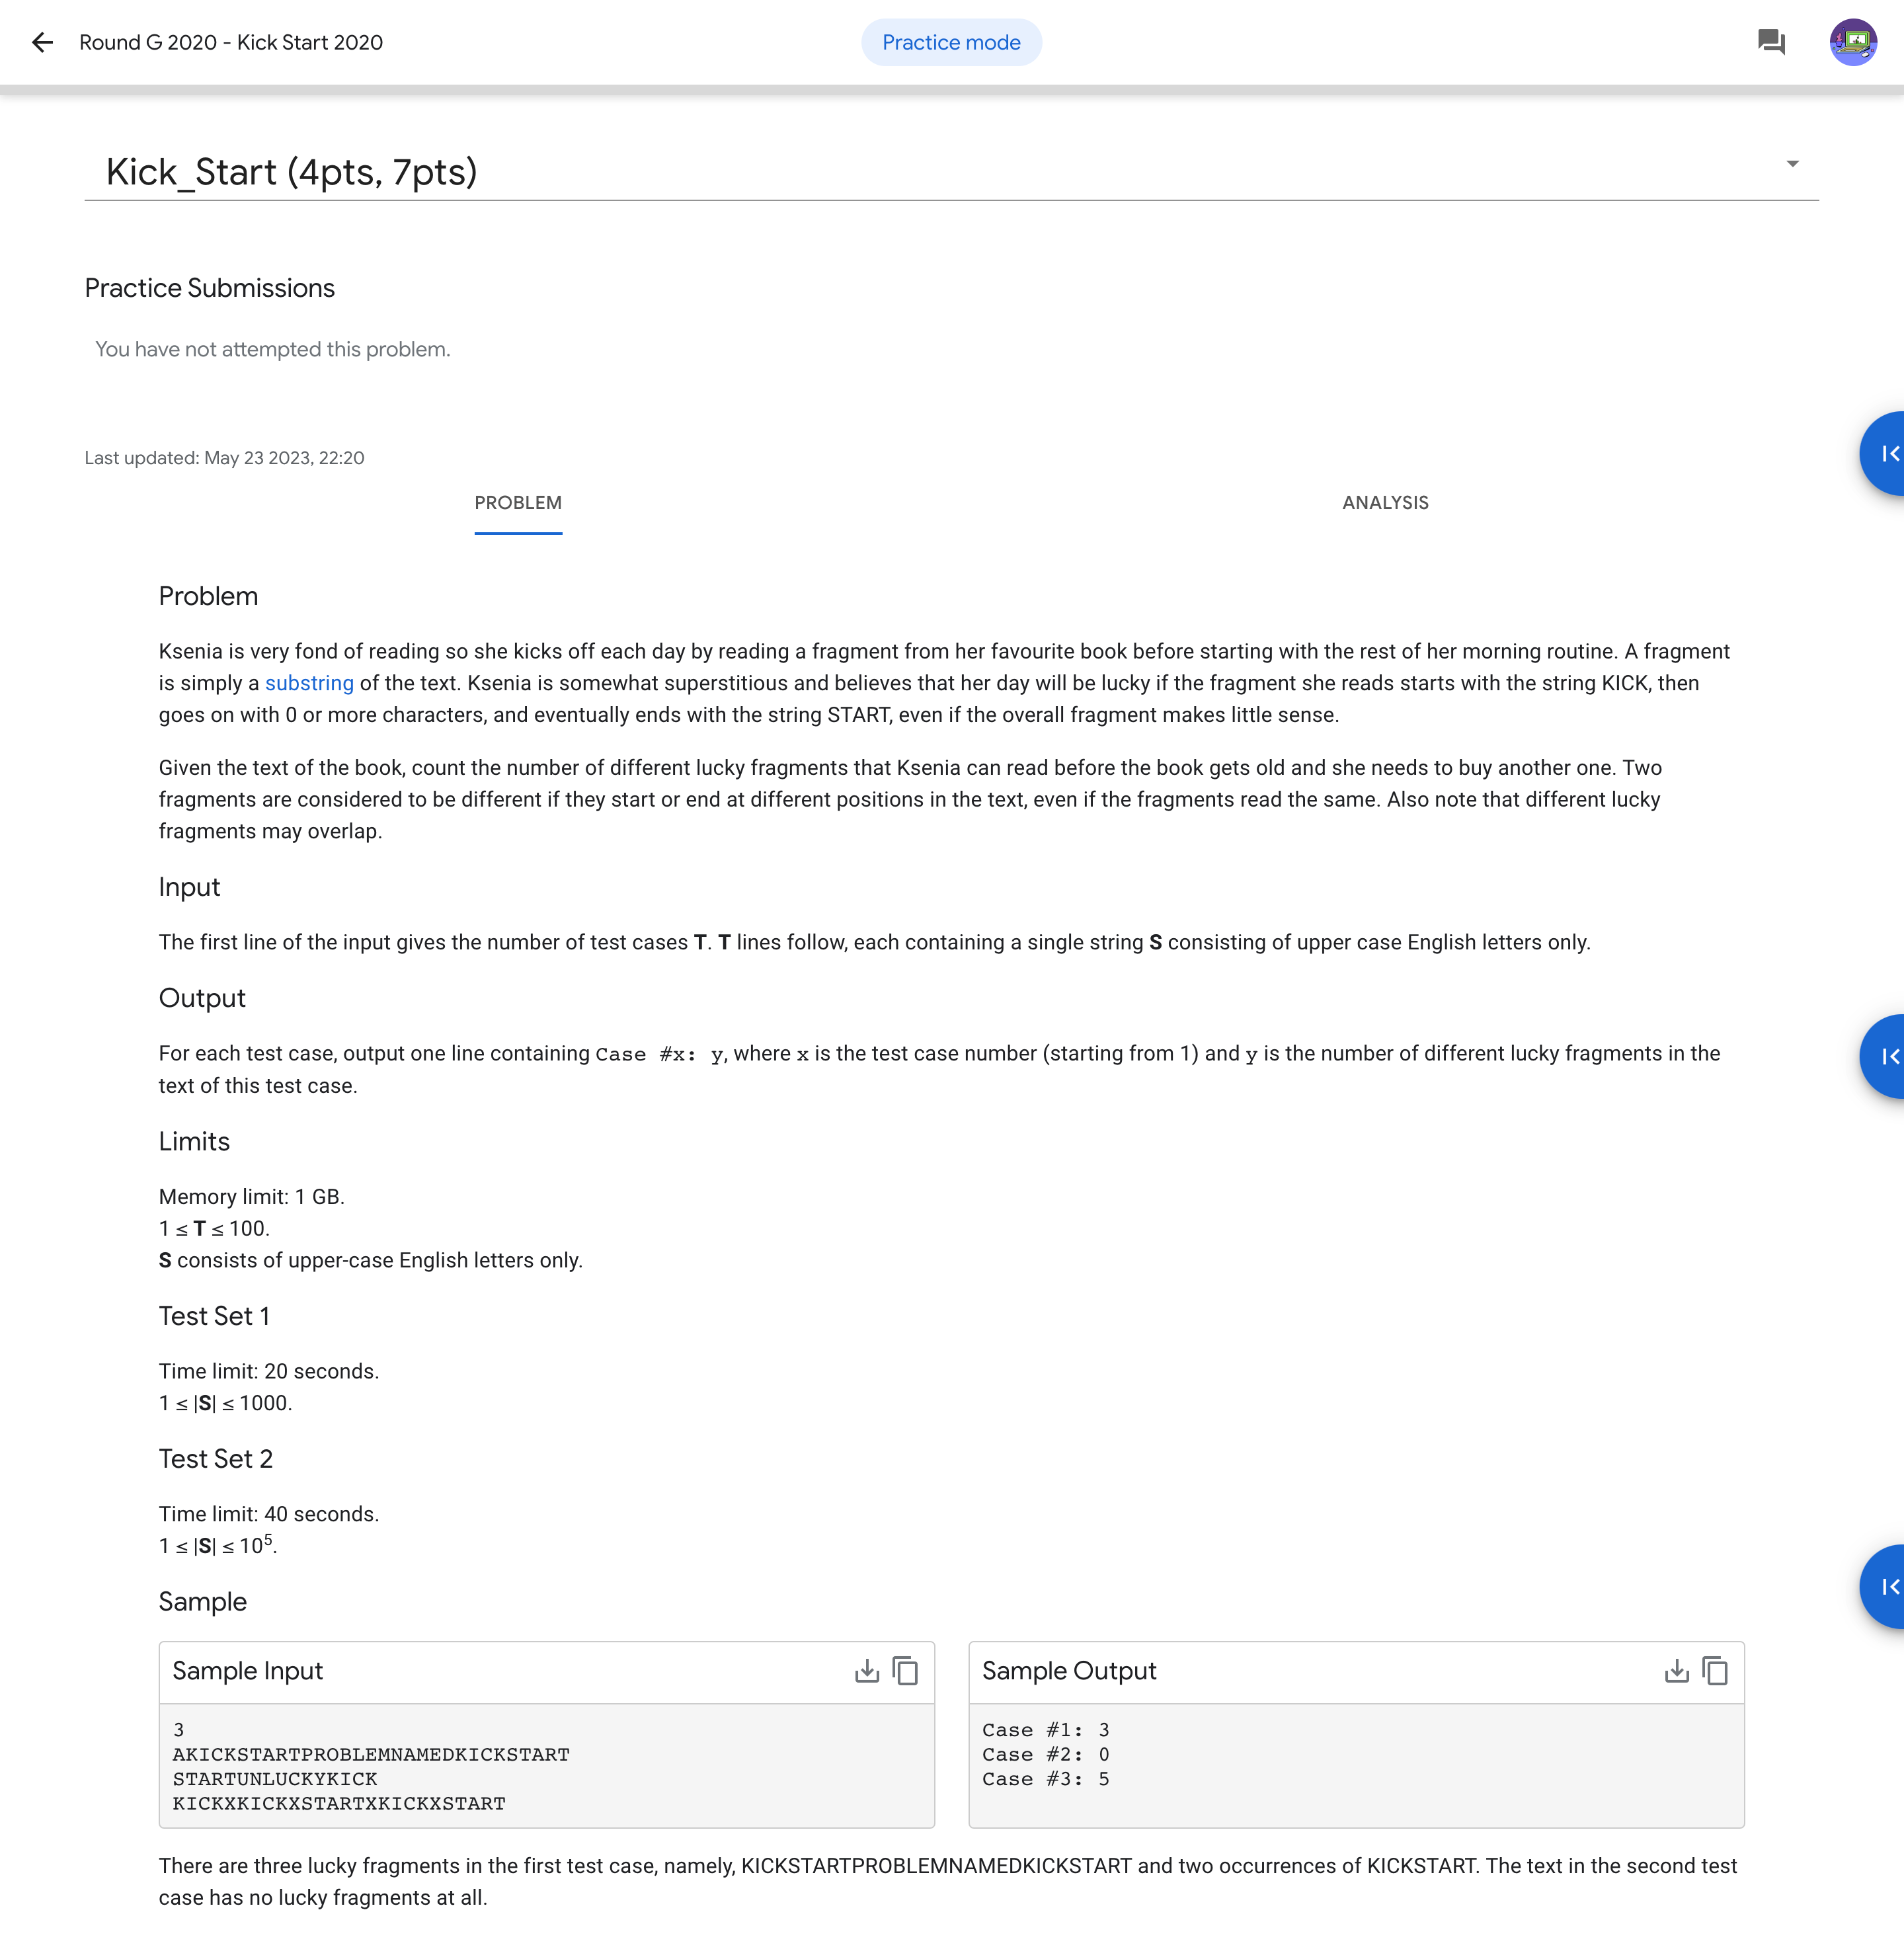 Round G 2020 - Kick Start 2020
Practice mode
Kick_Start (4pts, 7pts)
Practice Submissions
You have not attempted this problem.
Last updated: May 23 2023, 22:20
PROBLEM
ANALYSIS
Problem
Ksenia is very fond of reading so she kicks off each day by reading a fragment from her favourite book before starting with the rest of her morning routine. A fragment
is simply a substring of the text. Ksenia is somewhat superstitious and believes that her day will be lucky if the fragment she reads starts with the string KICK, then
goes on with 0 or more characters, and eventually ends with the string START, even if the overall fragment makes little sense.
Given the text of the book, count the number of different lucky fragments that Ksenia can read before the book gets old and she needs to buy another one. Two
fragments are considered to be different if they start or end at different positions in the text, even if the fragments read the same. Also note that different lucky
fragments may overlap.
Input
The first line of the input gives the number of test cases T. T lines follow, each containing a single string S consisting of upper case English letters only.
Output
For each test case, output one line containing Case #x: y, where x is the test case number (starting from 1) and y is the number of different lucky fragments in the
text of this test case.
Limits
Memory limit: 1 GB.
1 ≤ T ≤ 100.
S consists of upper-case English letters only.
Test Set 1
Time limit: 20 seconds.
1 ≤ |S| ≤ 1000.
Test Set 2
Time limit: 40 seconds.
1 ≤ |S| ≤ 10⁵.
Sample
Sample Input
3
AKICKSTARTPROBLEMNAMEDKICKSTART
STARTUNLUCKYKICK
KICKXKICKXSTARTXKICKXSTART
Sample Output
Case #1: 3
Case #2: 0
Case #3: 5
There are three lucky fragments in the first test case, namely, KICKSTARTPROBLEMNAMEDKICKSTART and two occurrences of KICKSTART. The text in the second test
case has no lucky fragments at all.